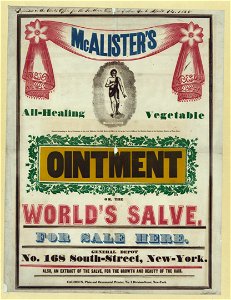 McALISTER'S
All-Healing Vegetable
OINTMENT
OR, THE
WORLD'S SALVE,
FOR SALE HERE.
GENERAL DEPOT
No. 168 South-Street, New-York.
ALSO, AN EXTRACT OF THE SALVE, FOR THE GROWTH AND BEAUTY OF THE HAIR.